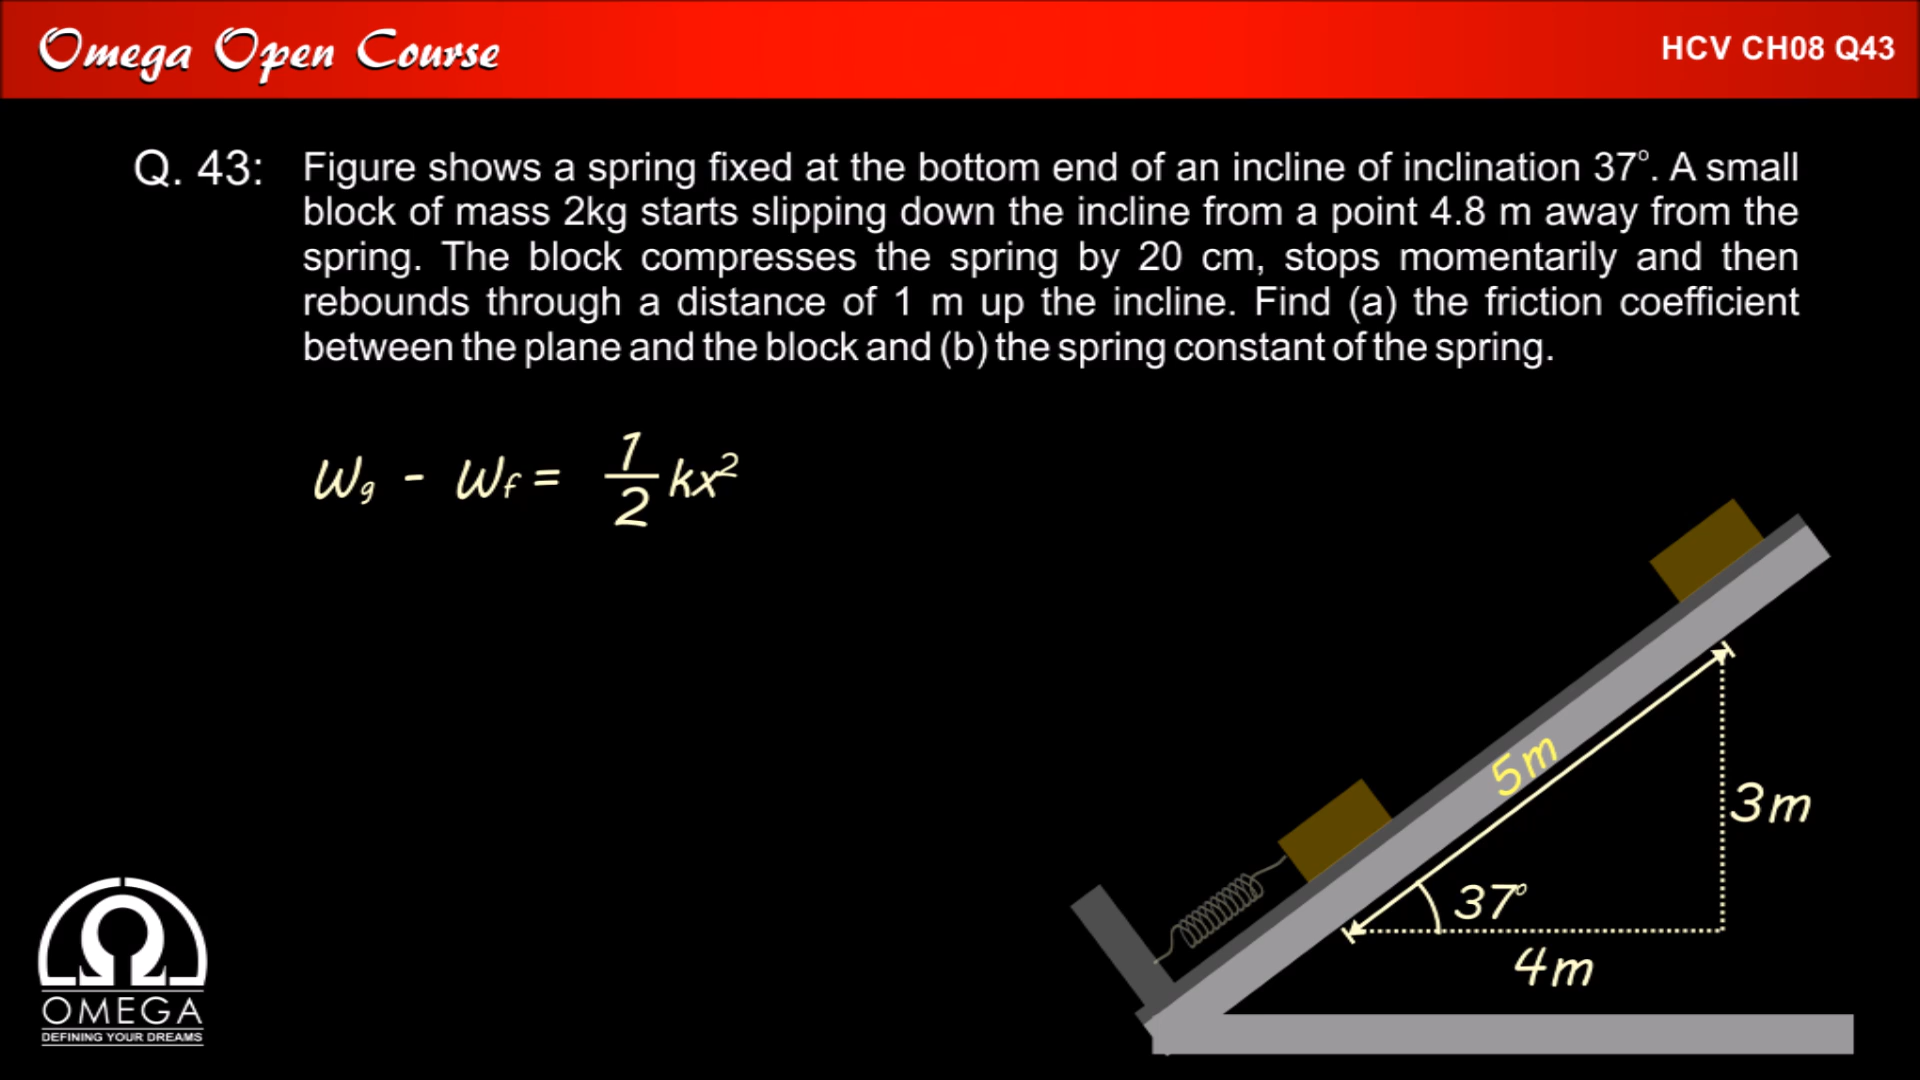 Omega Open Course
HCV CH08 Q43
Q. 43: Figure shows a spring fixed at the bottom end of an incline of inclination 37°. A small
block of mass 2kg starts slipping down the incline from a point 4.8 m away from the
spring. The block compresses the spring by 20 cm, stops momentarily and then
rebounds through a distance of 1 m up the incline. Find (a) the friction coefficient
between the plane and the block and (b) the spring constant of the spring.
W_g - W_f = 1/2 kx²
5m
3m
37°
4m
OMEGA
DEFINING YOUR DREAMS